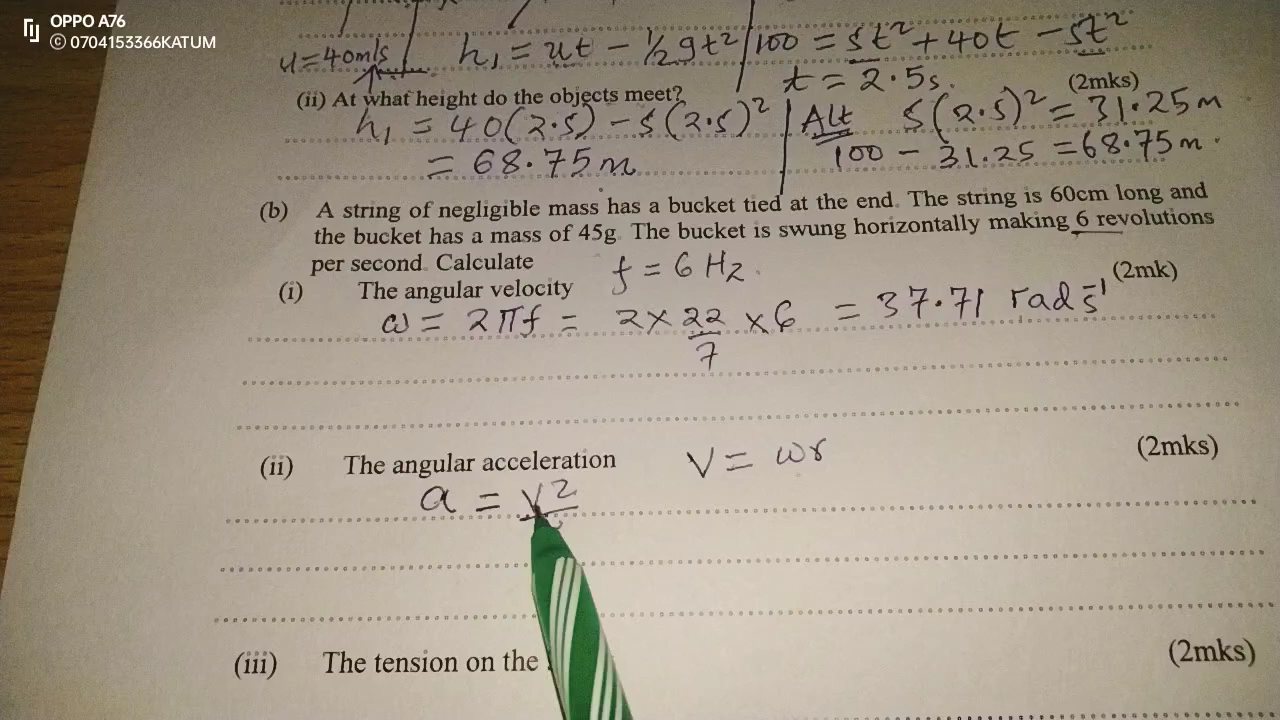 OPPO A76
© 0704153366KATUM
u=40m/s h₁ = ut − ½gt² 100 = 5t² + 40t − 5t²
t = 2.5s.
(ii) At what height do the objects meet? (2mks)
h₁ = 40(2.5) − 5(2.5)² Alt 5(2.5)² = 31.25m
= 68.75m 100 − 31.25 = 68.75m.
(b) A string of negligible mass has a bucket tied at the end. The string is 60cm long and
the bucket has a mass of 45g. The bucket is swung horizontally making 6 revolutions
per second. Calculate f = 6Hz.
(i) The angular velocity (2mk)
ω = 2πf = 2 × 22/7 × 6 = 37.71 rads⁻¹
(ii) The angular acceleration V = ωr (2mks)
a = V²
(iii) The tension on the (2mks)